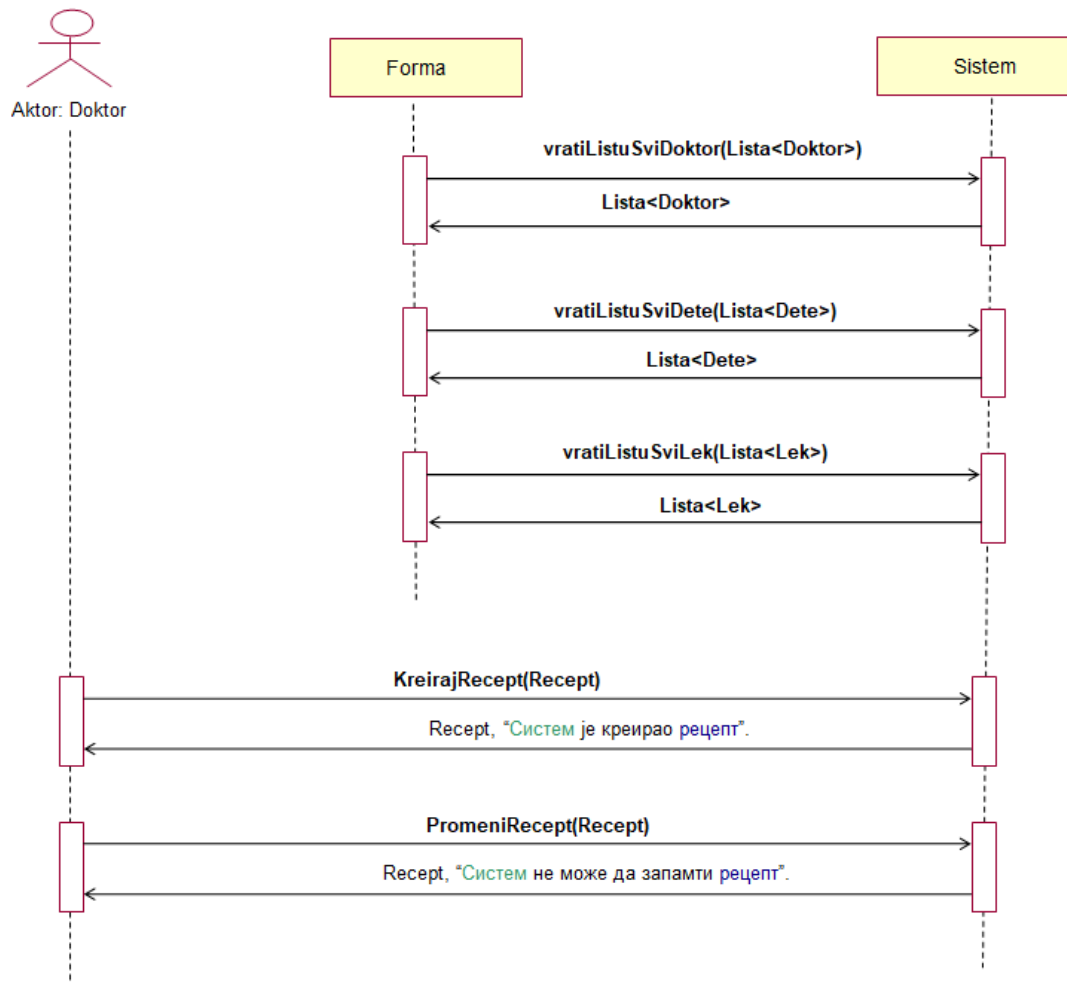 Forma
Sistem
Aktor: Doktor
vratiListuSviDoktor(Lista<Doktor>)
Lista<Doktor>
vratiListuSviDete(Lista<Dete>)
Lista<Dete>
vratiListuSviLek(Lista<Lek>)
Lista<Lek>
KreirajRecept(Recept)
Recept, “Систем је креирао рецепт”.
PromeniRecept(Recept)
Recept, “Систем не може да запамти рецепт”.